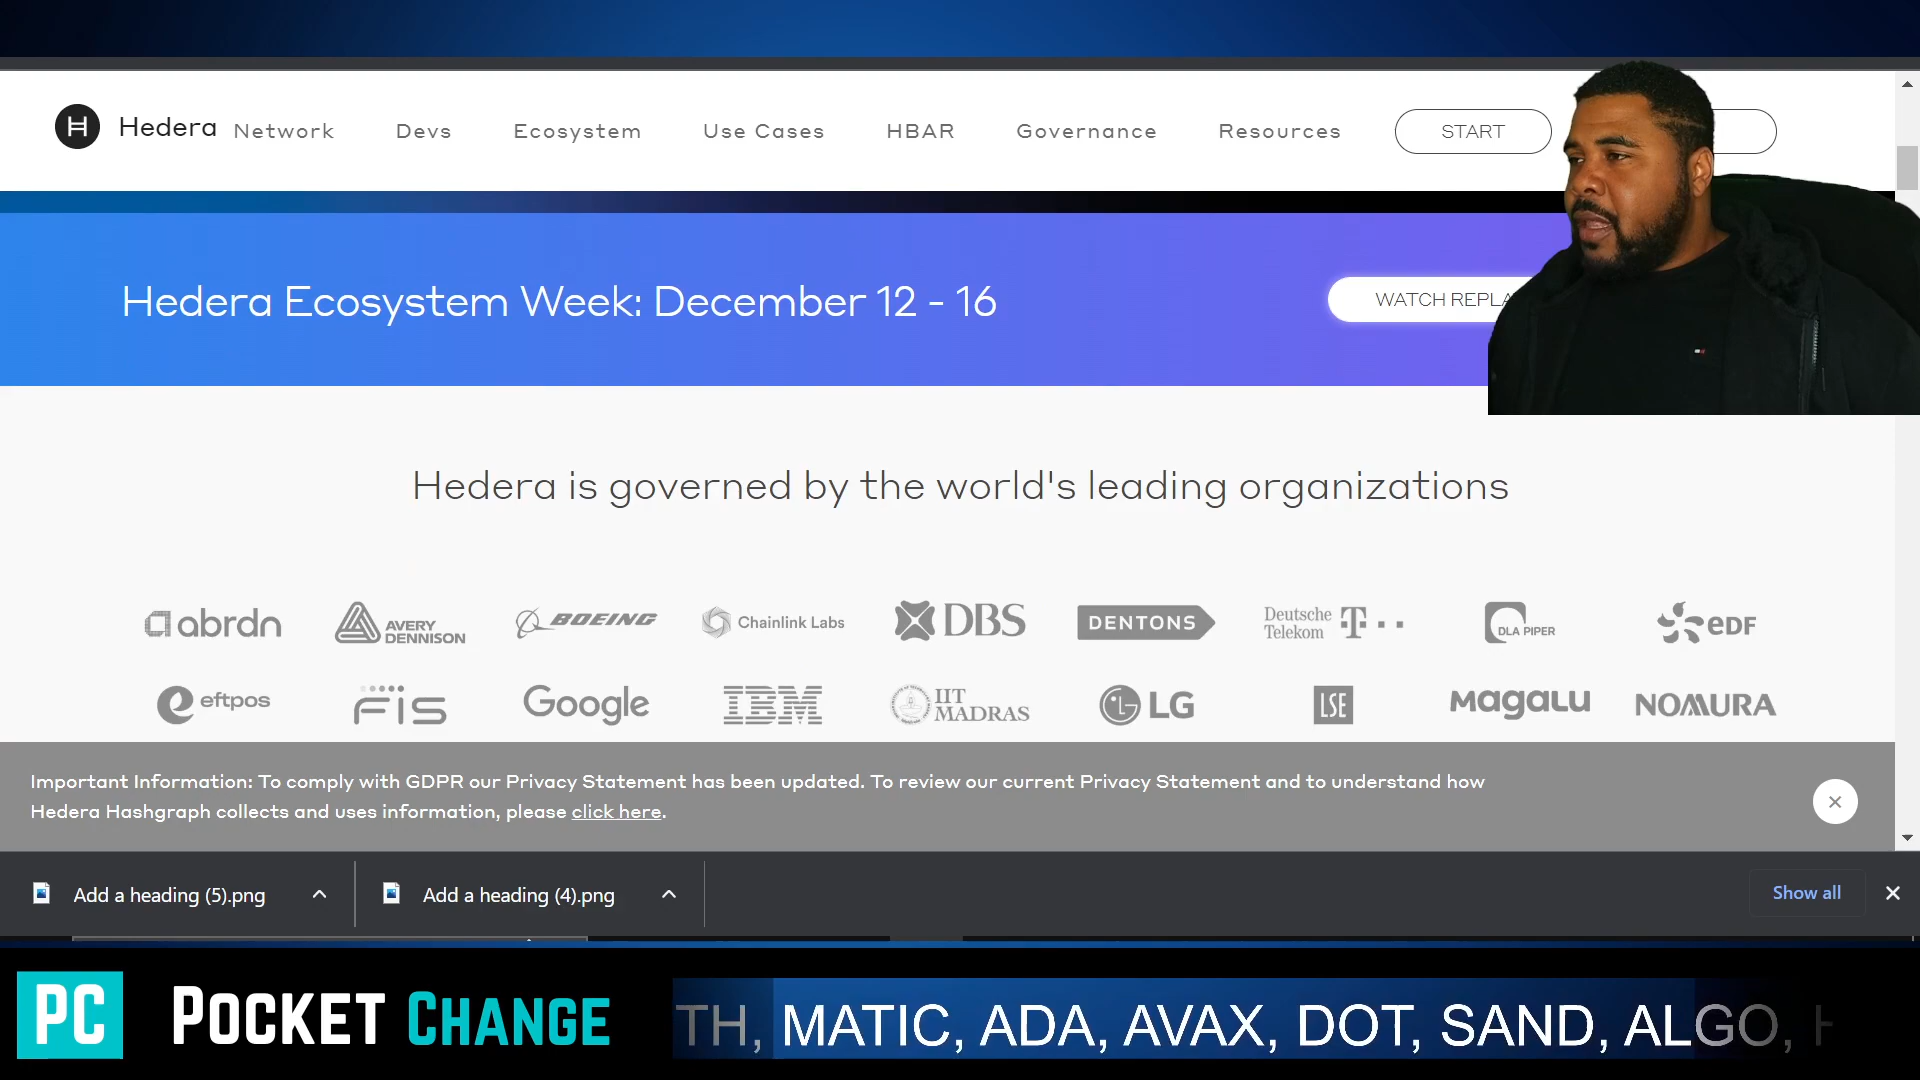 Hedera Network Devs Ecosystem Use Cases HBAR Governance Resources START
Hedera Ecosystem Week: December 12 - 16 WATCH
Hedera is governed by the world's leading organizations
abrdn AVERY DENNISON BOEING Chainlink Labs DBS DENTONS Deutsche Telekom T DLA PIPER eDF
eftpos FIS Google IBM IIT MADRAS LG LSE MAGALU NOMURA
Important Information: To comply with GDPR our Privacy Statement has been updated. To review our current Privacy Statement and to understand how
Hedera Hashgraph collects and uses information, please click here.
Add a heading (5).png Add a heading (4).png Show all
PC POCKET CHANGE MATIC, ADA, AVAX, DOT, SAND, ALGO,